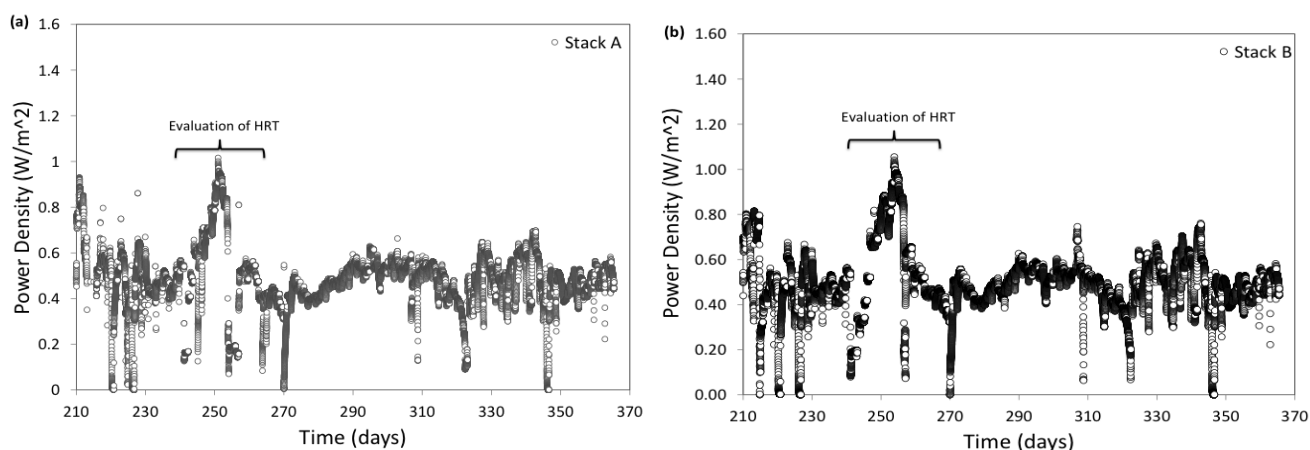 (a)
1.6
1.4
1.2
1
0.8
0.6
0.4
0.2
0
Power Density (W/m^2)
Stack A
Evaluation of HRT
210 230 250 270 290 310 330 350 370
Time (days)
(b)
1.60
1.40
1.20
1.00
0.80
0.60
0.40
0.20
0.00
Power Density (W/m^2)
Stack B
Evaluation of HRT
210 230 250 270 290 310 330 350 370
Time (days)